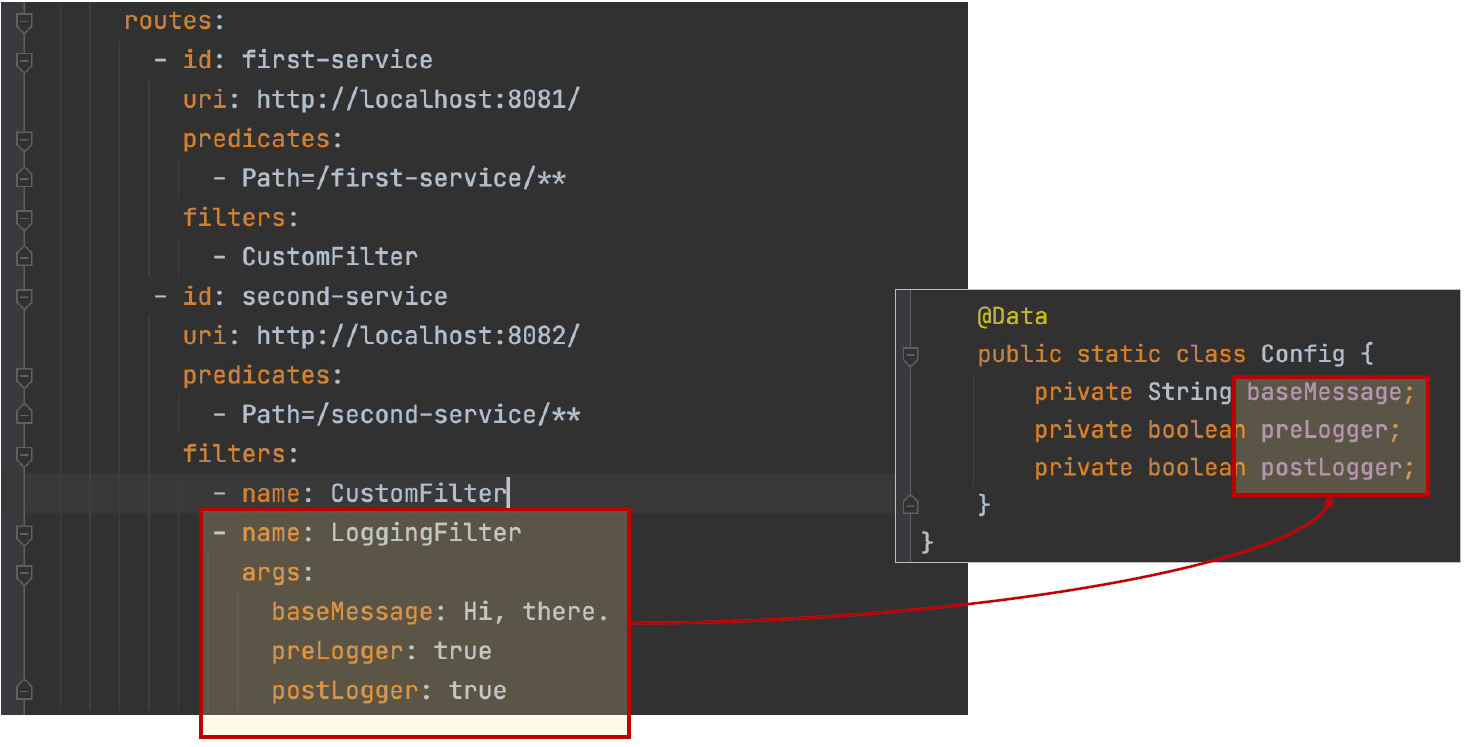 routes:
- id: first-service
uri: http://localhost:8081/
predicates:
- Path=/first-service/**
filters:
- CustomFilter
- id: second-service
uri: http://localhost:8082/
predicates:
- Path=/second-service/**
filters:
- name: CustomFilter
- name: LoggingFilter
args:
baseMessage: Hi, there.
preLogger: true
postLogger: true
@Data
public static class Config {
private String baseMessage;
private boolean preLogger;
private boolean postLogger;
}
}